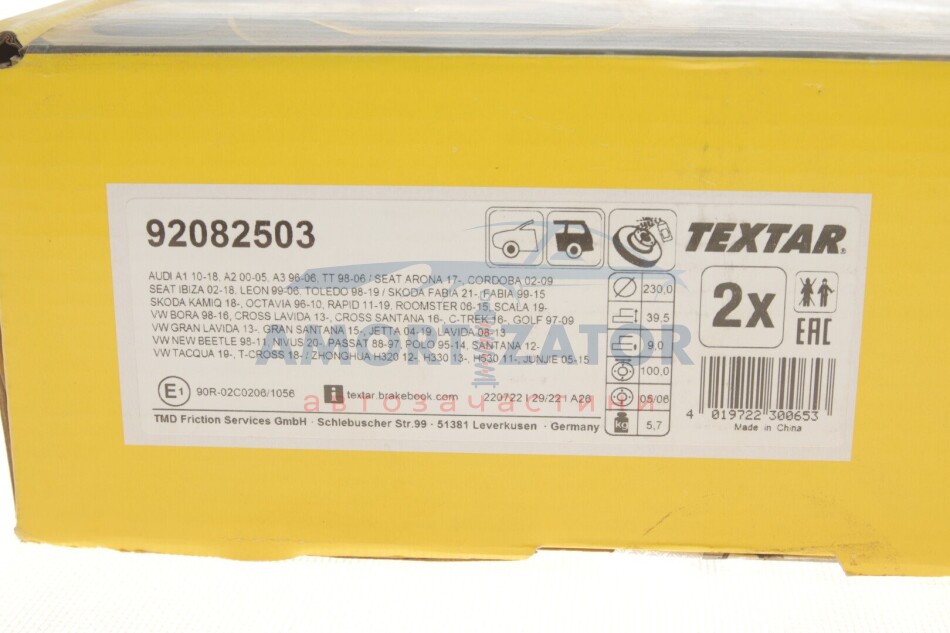 92082503
TEXTAR®
AUDI A1 10-18, A2 00-05, A3 96-06, TT 98-06 / SEAT ARONA 17-, CORDOBA 02-09
SEAT IBIZA 02-18, LEON 99-06, TOLEDO 98-19 / SKODA FABIA 21-, FABIA 99-15
SKODA KAMIQ 18-, OCTAVIA 96-10, RAPID 11-19, ROOMSTER 06-15, SCALA 19-
VW BORA 98-16, CROSS LAVIDA 13-, CROSS SANTANA 16-, C-TREK 16-, GOLF 97-09
VW GRAN LAVIDA 13-, GRAN SANTANA 15-, JETTA 04-19, LAVIDA 08-13
VW NEW BEETLE 98-11, NIVUS 20-, PASSAT 88-97, POLO 95-14, SANTANA 12-
VW TACQUA 19-, T-CROSS 18- / ZHONGHUA H320 12-, H330 13-, H530 11-, JUNJIE 05-15
230,0
39,5
9,0
100,0
05/06
kg 5,7
2x
EAC
AMORTIZATOR
автозапчастини
E1 90R-02C0206/1056
i textar.brakebook.com
220722 I 29/221 A28
TMD Friction Services GmbH · Schlebuscher Str.99 · 51381 Leverkusen · Germany
4 019722 300653
Made in China